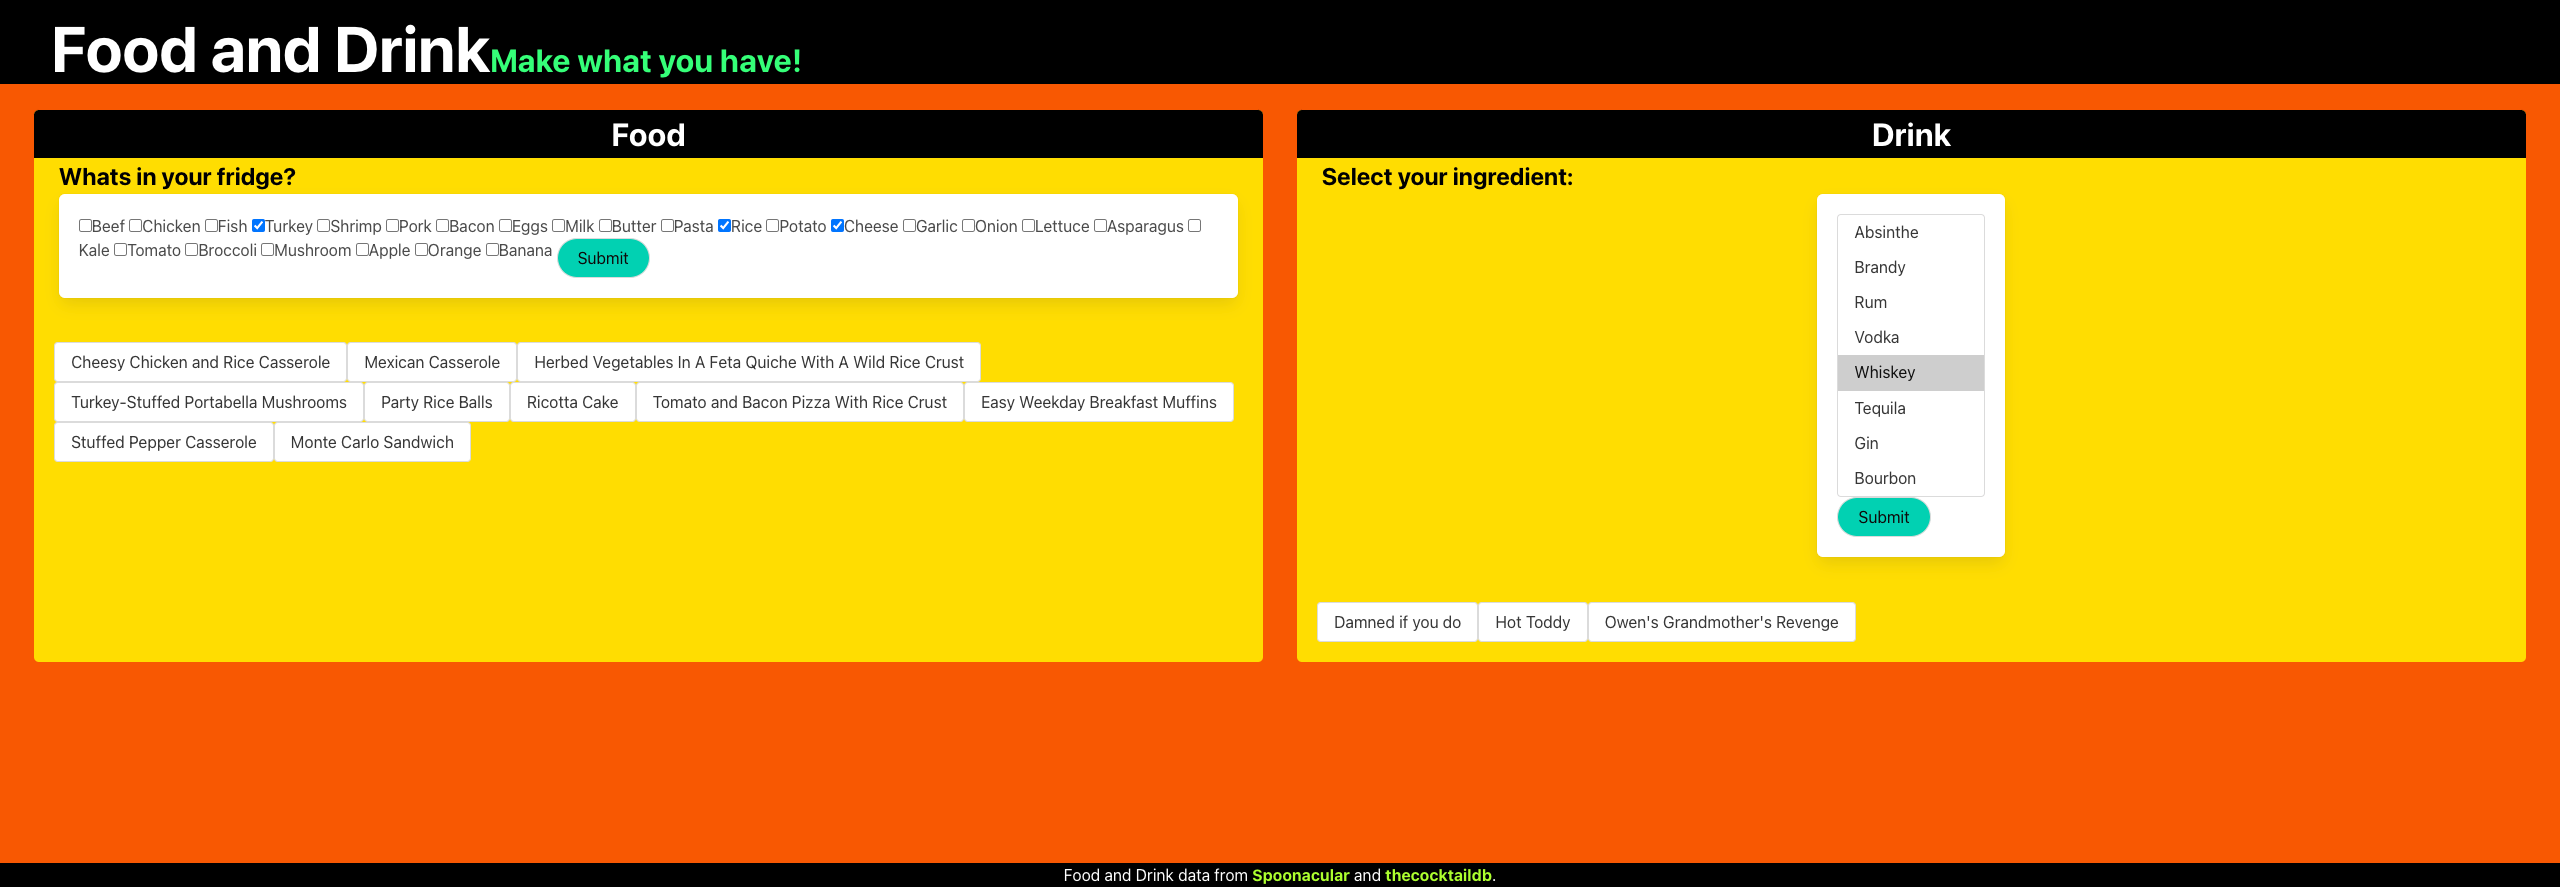 Food and Drink Make what you have!
Food
Whats in your fridge?
Beef Chicken Fish Turkey Shrimp Pork Bacon Eggs Milk Butter Pasta Rice Potato Cheese Garlic Onion Lettuce Asparagus
Kale Tomato Broccoli Mushroom Apple Orange Banana Submit
Cheesy Chicken and Rice Casserole Mexican Casserole Herbed Vegetables In A Feta Quiche With A Wild Rice Crust
Turkey-Stuffed Portabella Mushrooms Party Rice Balls Ricotta Cake Tomato and Bacon Pizza With Rice Crust Easy Weekday Breakfast Muffins
Stuffed Pepper Casserole Monte Carlo Sandwich
Drink
Select your ingredient:
Absinthe
Brandy
Rum
Vodka
Whiskey
Tequila
Gin
Bourbon
Submit
Damned if you do Hot Toddy Owen's Grandmother's Revenge
Food and Drink data from Spoonacular and thecocktaildb.